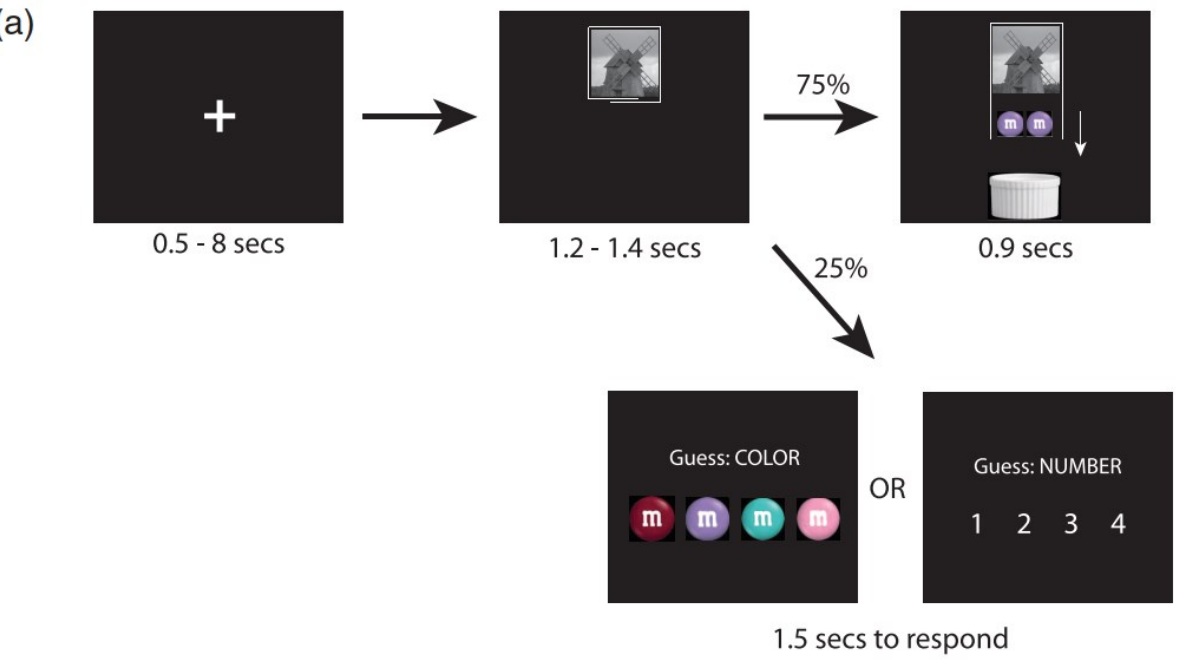 (a)
+
75%
m m
0.5 - 8 secs
1.2 - 1.4 secs
0.9 secs
25%
Guess: COLOR
m m m m
OR
Guess: NUMBER
1 2 3 4
1.5 secs to respond